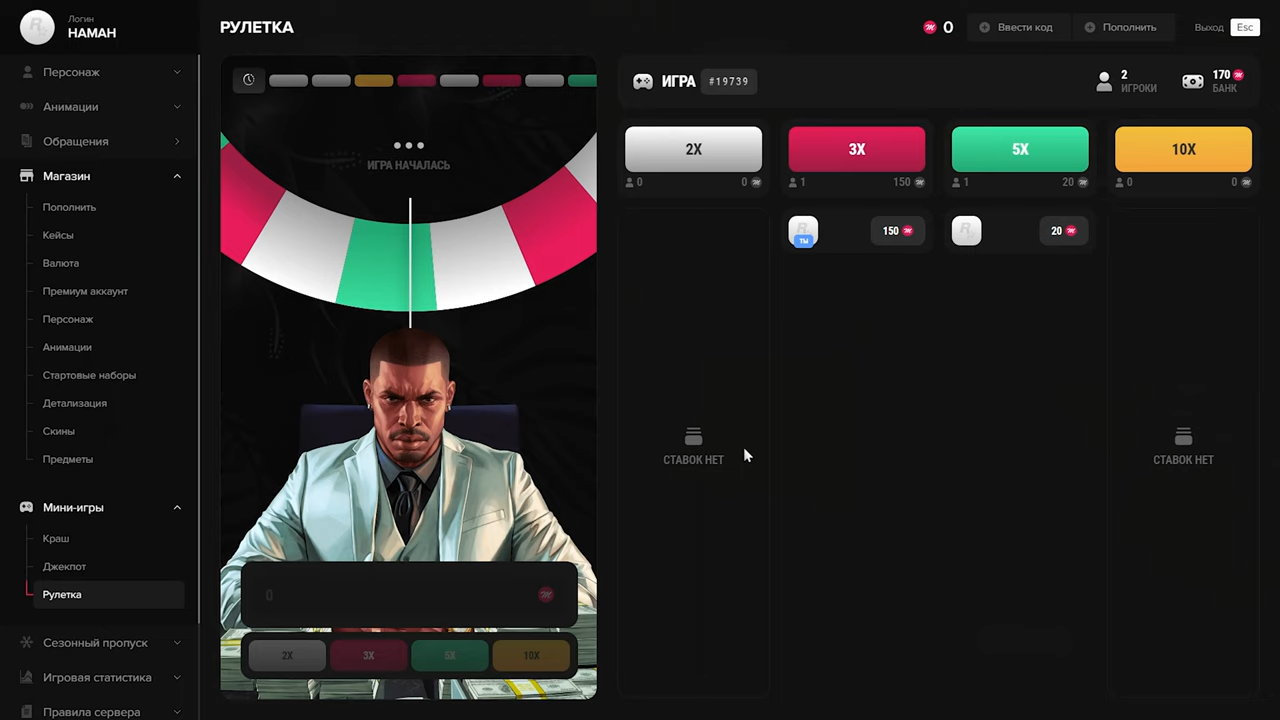 Логин
НАМАН
Персонаж
Анимации
Обращения
Магазин
Пополнить
Кейсы
Валюта
Премиум аккаунт
Персонаж
Анимации
Стартовые наборы
Детализация
Скины
Предметы
Мини-игры
Краш
Джекпот
Рулетка
Сезонный пропуск
Игровая статистика
Правила сервера
РУЛЕТКА
0
Ввести код
Пополнить
Выход
Esc
ИГРА НАЧАЛАСЬ
0
2X
3X
5X
10X
ИГРА
#19739
2
ИГРОКИ
170
БАНК
2X
3X
5X
10X
0
0
1
150
1
20
0
0
TM
150
20
СТАВОК НЕТ
СТАВОК НЕТ